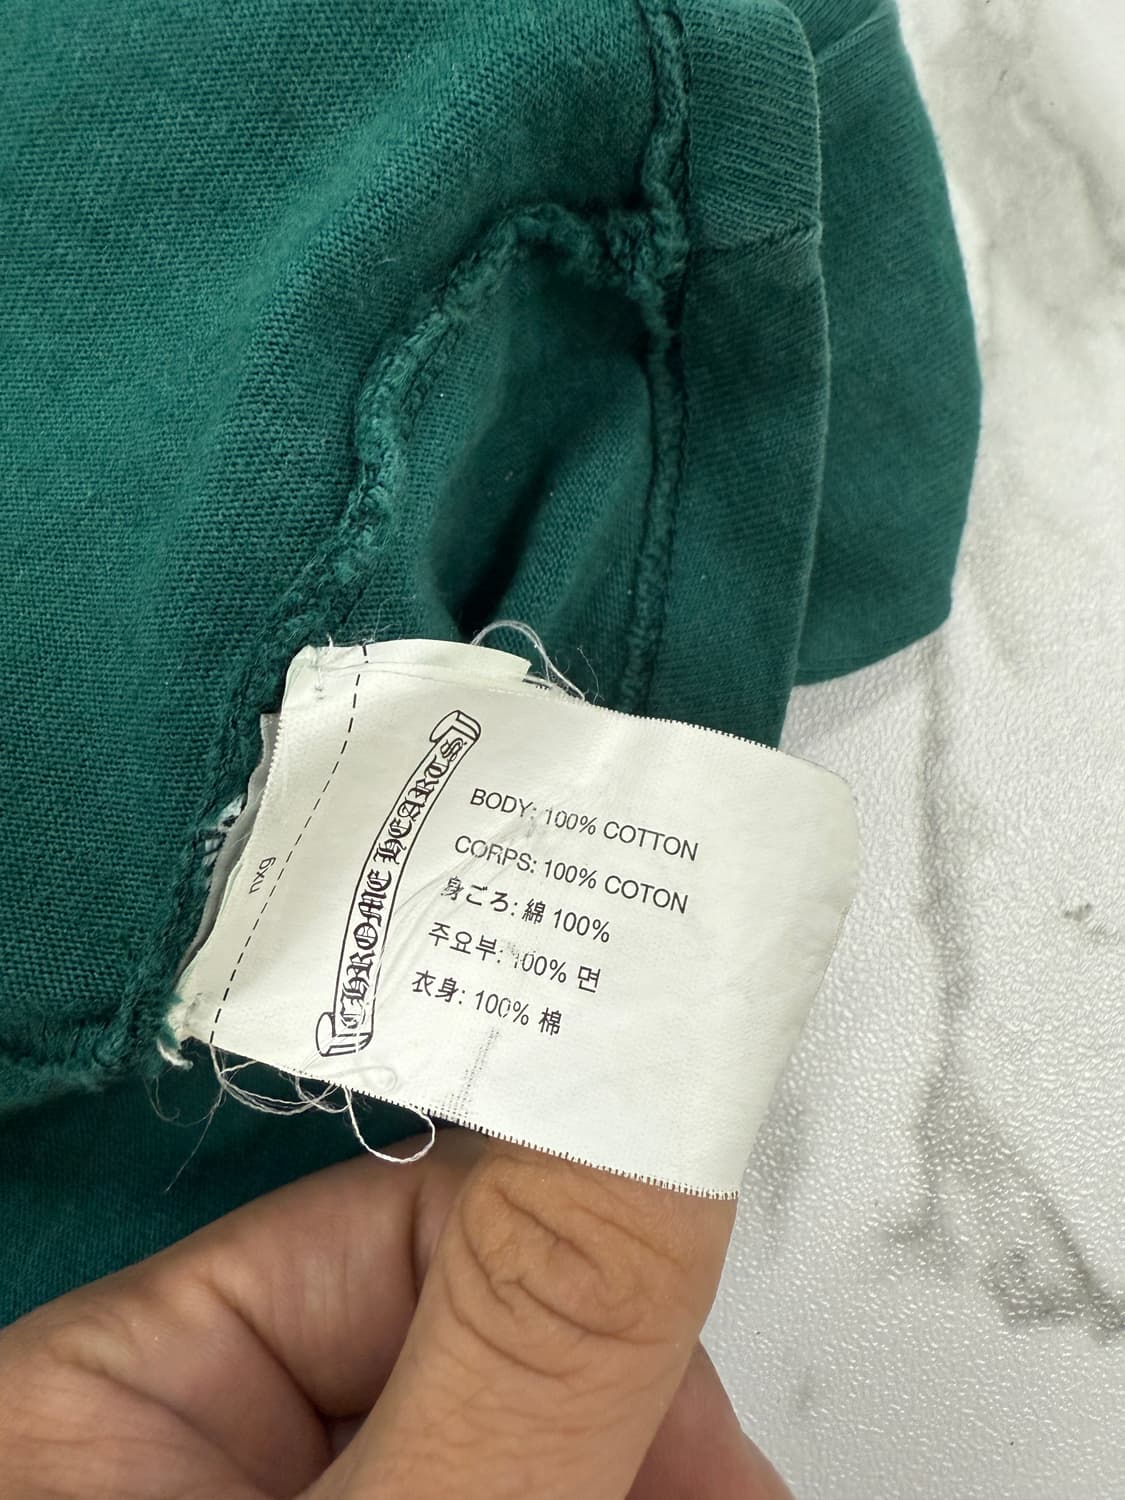 CHROME HEARTS
BODY: 100% COTTON
CORPS: 100% COTON
身ごろ: 綿 100%
주요부: 100% 면
衣身: 100% 棉